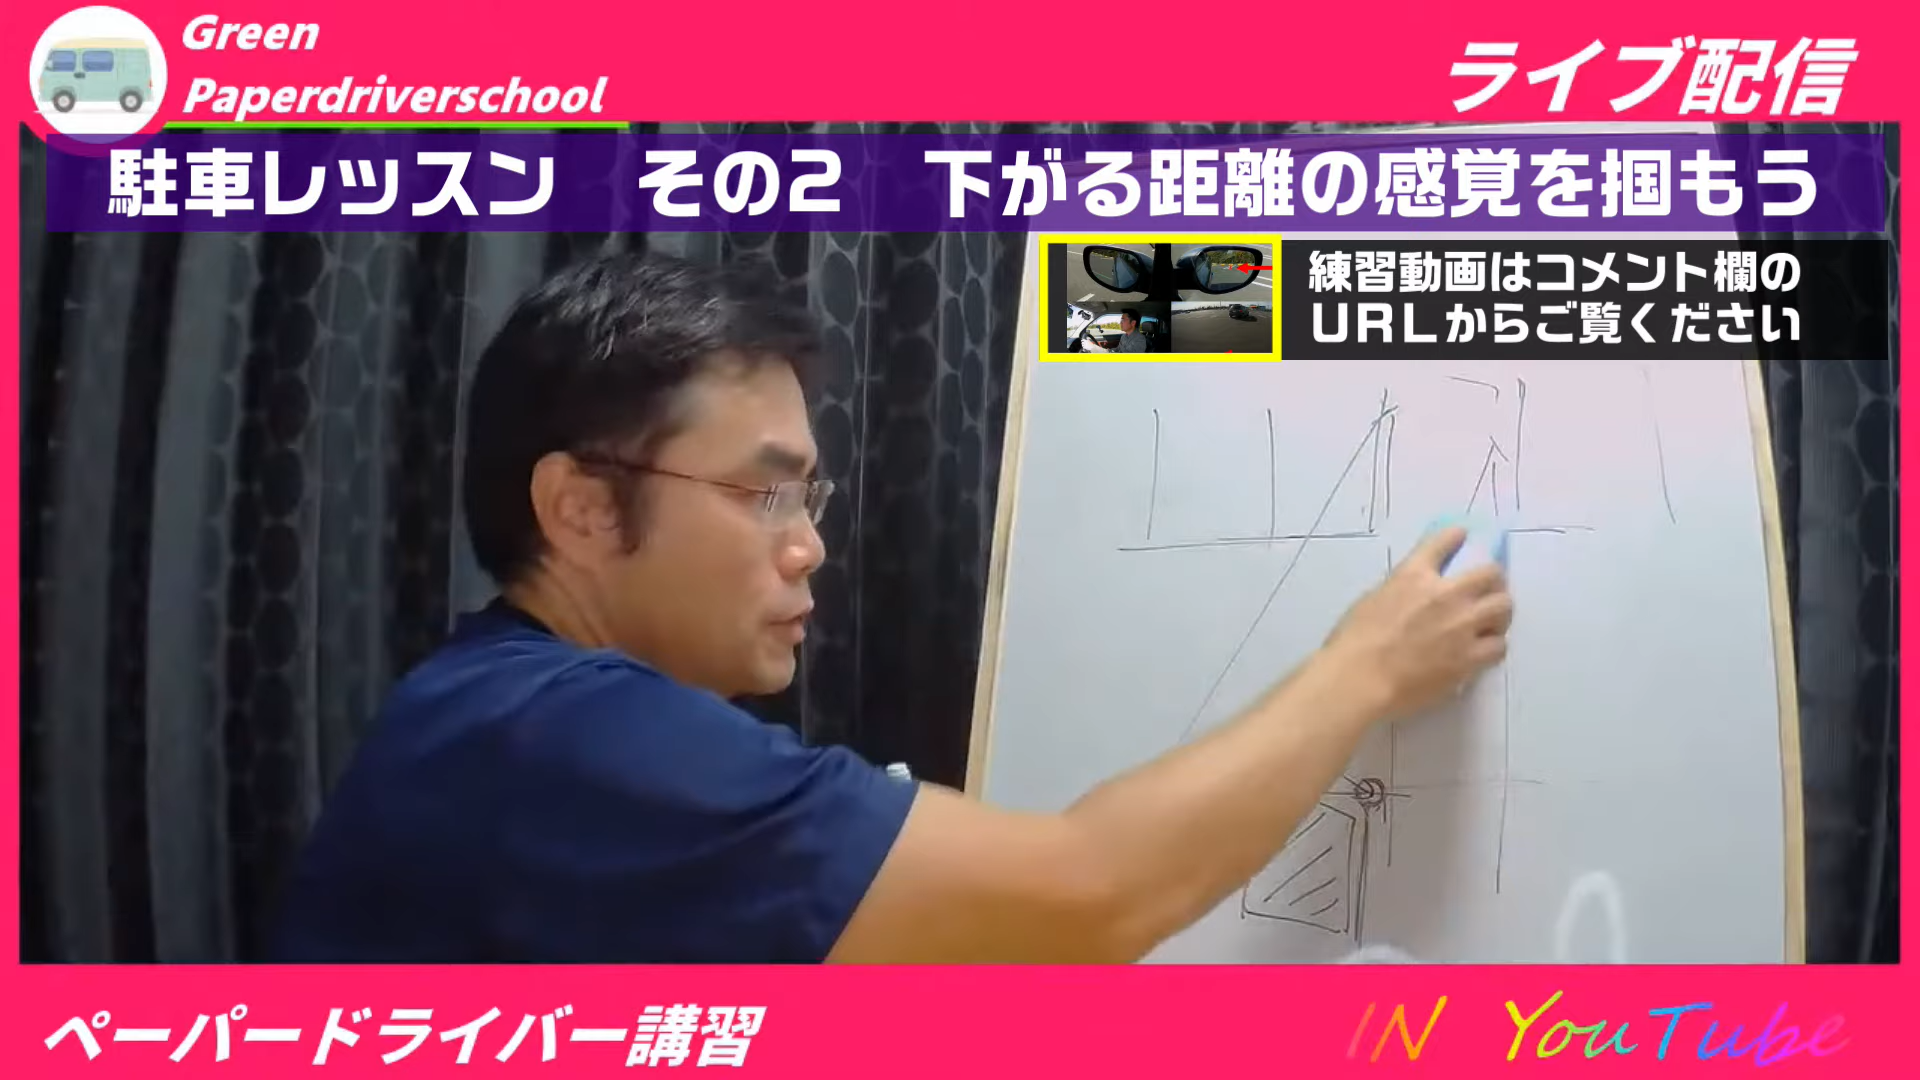 Green
Paperdriverschool
ライブ配信
駐車レッスン　その2　下がる距離の感覚を掴もう
練習動画はコメント欄の
URLからご覧ください
ペーパードライバー講習
IN YouTube